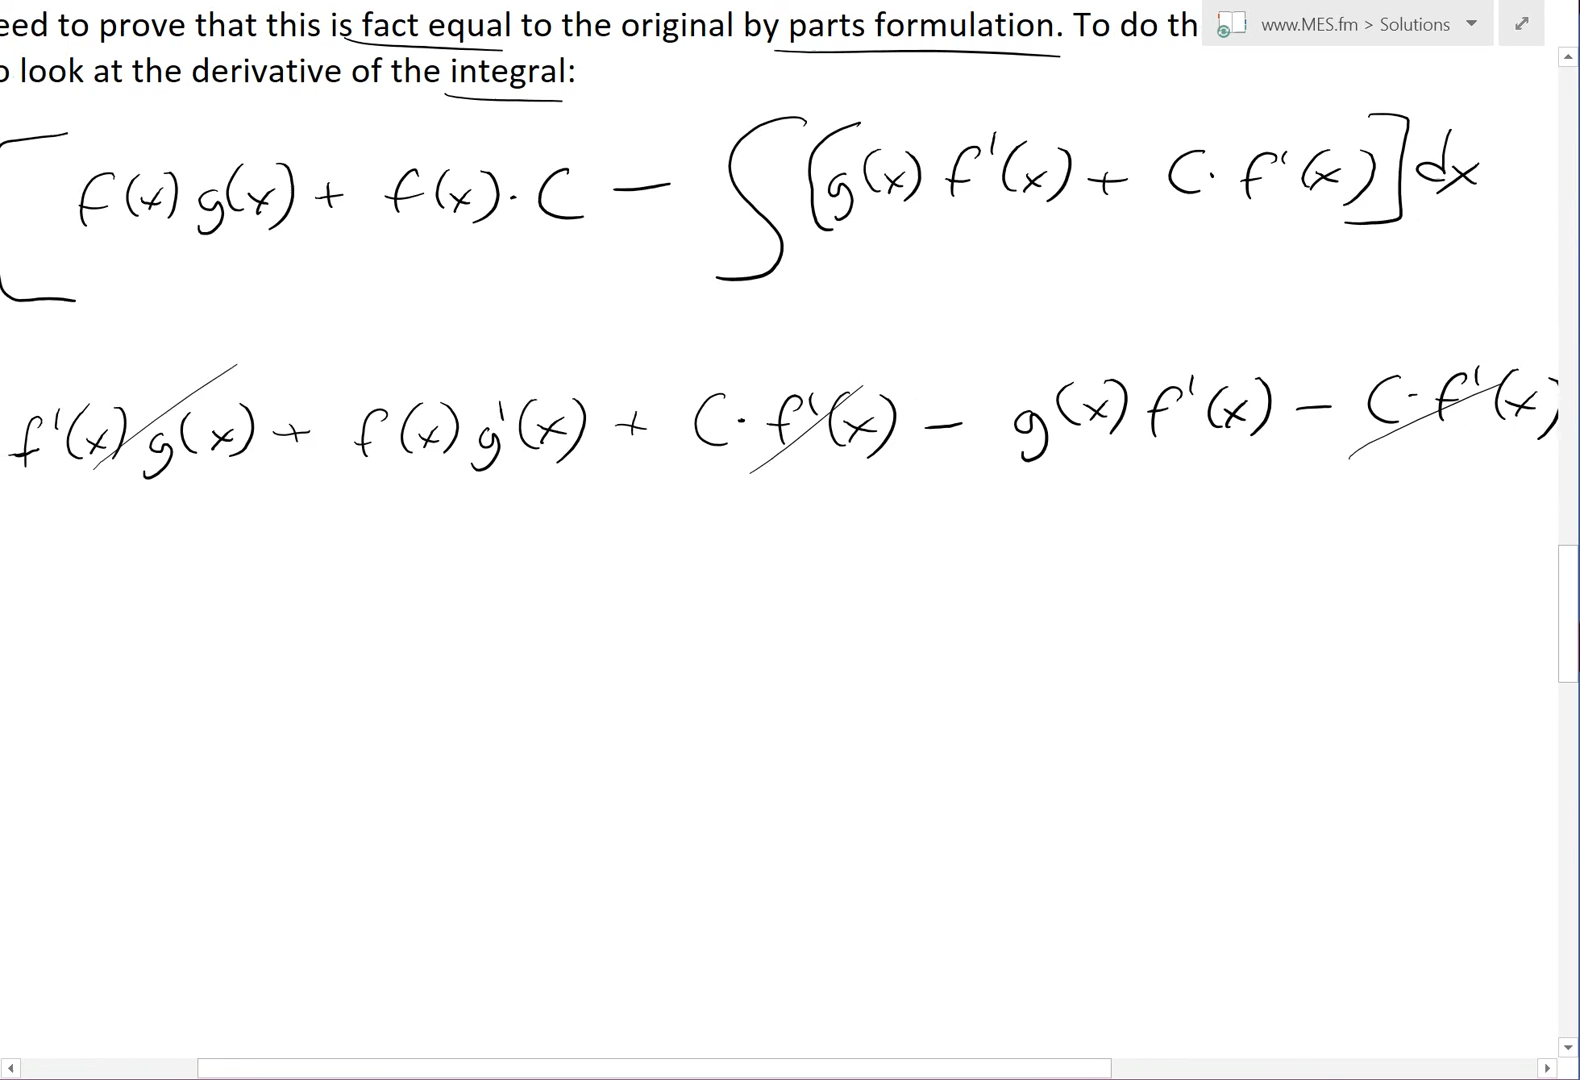 eed to prove that this is fact equal to the original by parts formulation. To do th
www.MES.fm > Solutions
o look at the derivative of the integral:
[f(x)g(x) + f(x)·C − ∫[g(x)f'(x) + C·f'(x)]dx
f'(x)g(x) + f(x)g'(x) + C·f'(x) − g(x)f'(x) − C·f'(x)